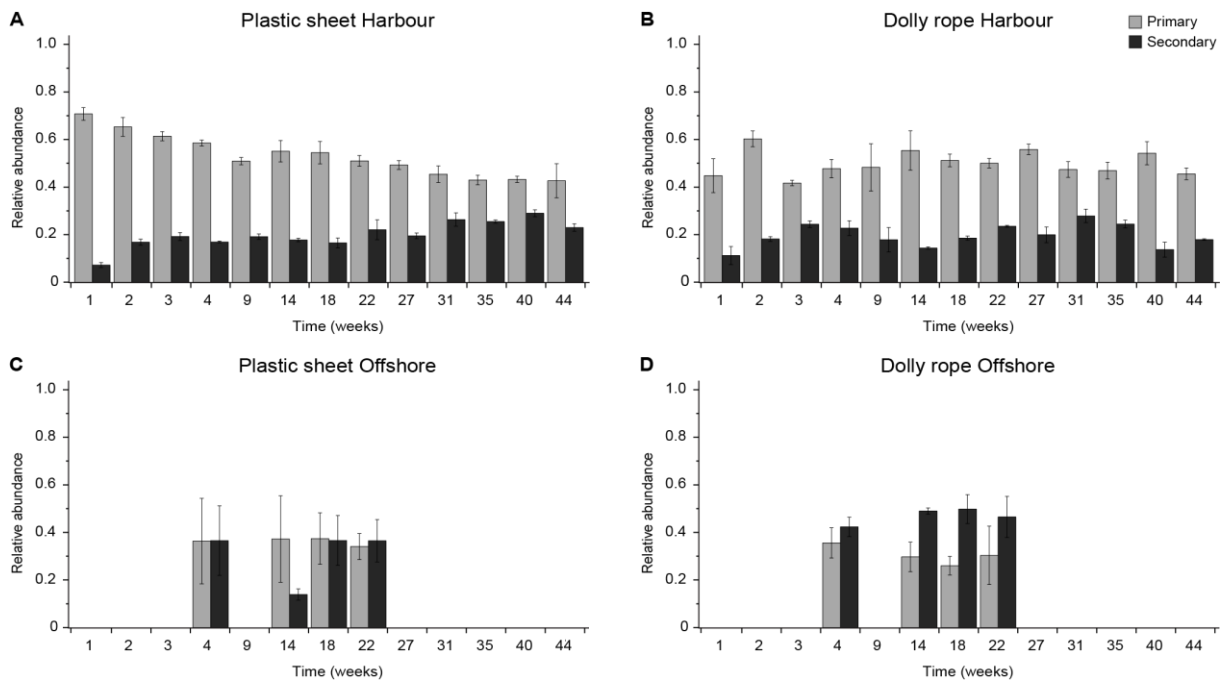 A
Plastic sheet Harbour
1.0
0.8
0.6
0.4
0.2
0
Relative abundance
1 2 3 4 9 14 18 22 27 31 35 40 44
Time (weeks)
B
Dolly rope Harbour
Primary
Secondary
1.0
0.8
0.6
0.4
0.2
0
Relative abundance
1 2 3 4 9 14 18 22 27 31 35 40 44
Time (weeks)
C
Plastic sheet Offshore
1.0
0.8
0.6
0.4
0.2
0
Relative abundance
1 2 3 4 9 14 18 22 27 31 35 40 44
Time (weeks)
D
Dolly rope Offshore
1.0
0.8
0.6
0.4
0.2
0
Relative abundance
1 2 3 4 9 14 18 22 27 31 35 40 44
Time (weeks)